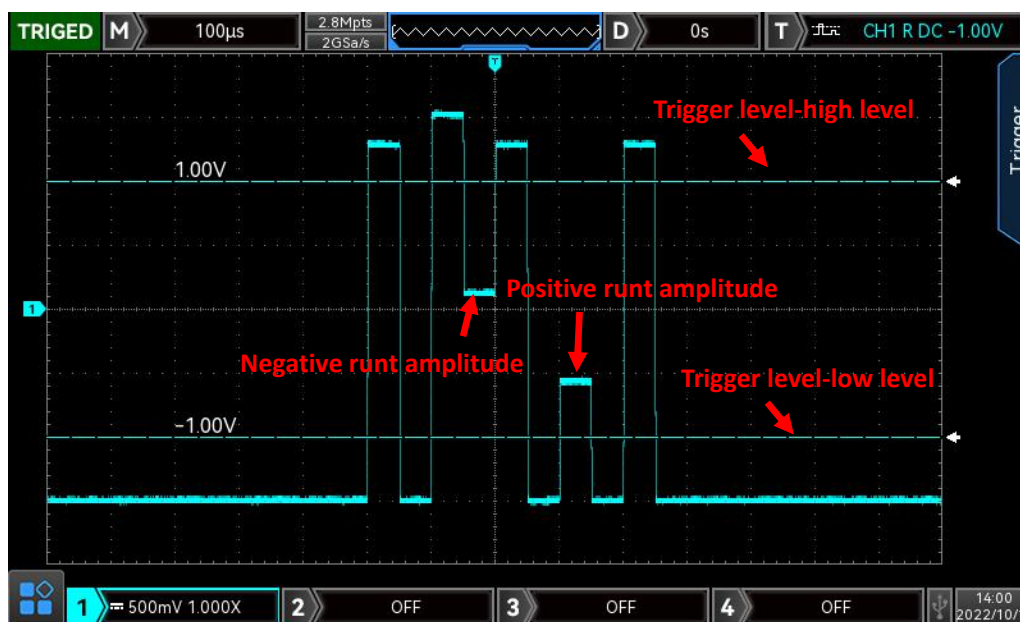 TRIGED M 100μs 2.8Mpts D 0s T CH1 R DC -1.00V
2GSa/s
T
Trigger level-high level
Trigger
1.00V
Positive runt amplitude
1
Negative runt amplitude
Trigger level-low level
-1.00V
1 500mV 1.000X 2 OFF 3 OFF 4 OFF 14:00
2022/10/